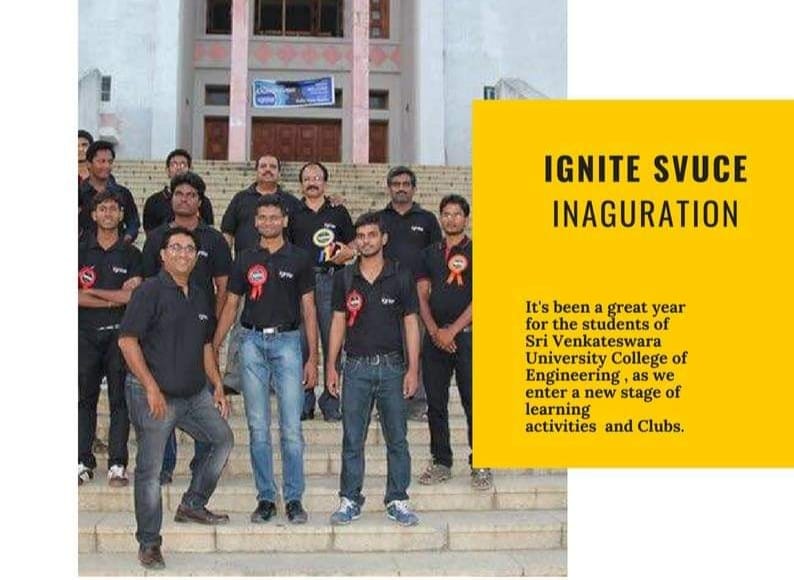 IGNITE SVUCE
INAGURATION
It's been a great year
for the students of
Sri Venkateswara
University College of
Engineering , as we
enter a new stage of
learning
activities  and Clubs.